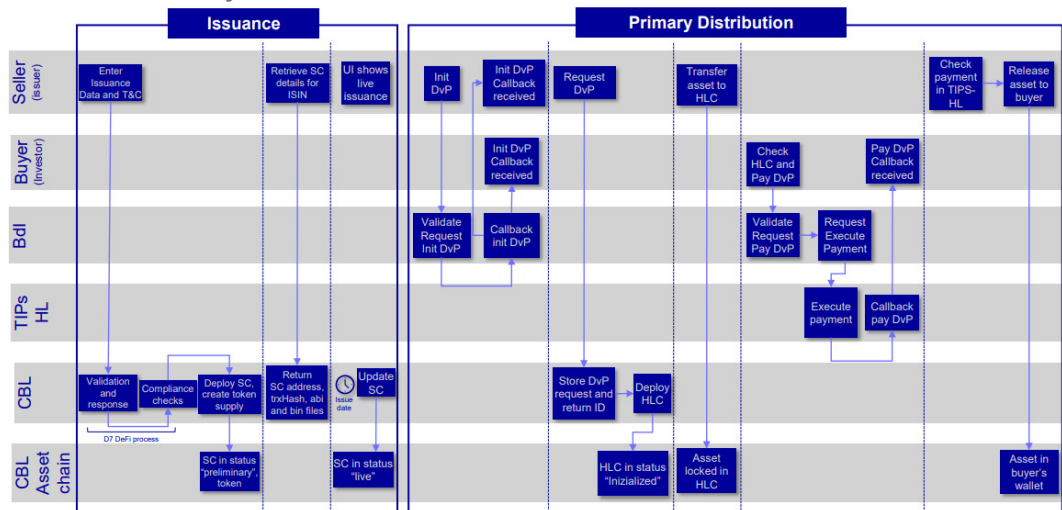 Issuance
Primary Distribution
Seller
(issuer)
Enter
Issuance
Data and T&C
Retrieve SC
details for
ISIN
UI shows
live
issuance
Init
DvP
Init DvP
Callback
received
Request
DvP
Transfer
asset to
HLC
Check
payment
in TIPS-
HL
Release
asset to
buyer
Buyer
(Investor)
Init DvP
Callback
received
Check
HLC and
Pay DvP
Pay DvP
Callback
received
BdI
Validate
Request
Init DvP
Callback
init DvP
Validate
Request
Pay DvP
Request
Execute
Payment
TIPs
HL
Execute
payment
Callback
pay DvP
CBL
Validation
and
response
Compliance
checks
Deploy SC,
create token
supply
Return
SC address,
trxHash, abi
and bin files
Issue
date
Update
SC
Store DvP
request and
return ID
Deploy
HLC
D7 DeFi process
CBL
Asset
chain
SC in status
"preliminary",
token
SC in status
"live"
HLC in status
"Inizialized"
Asset
locked in
HLC
Asset in
buyer's
wallet